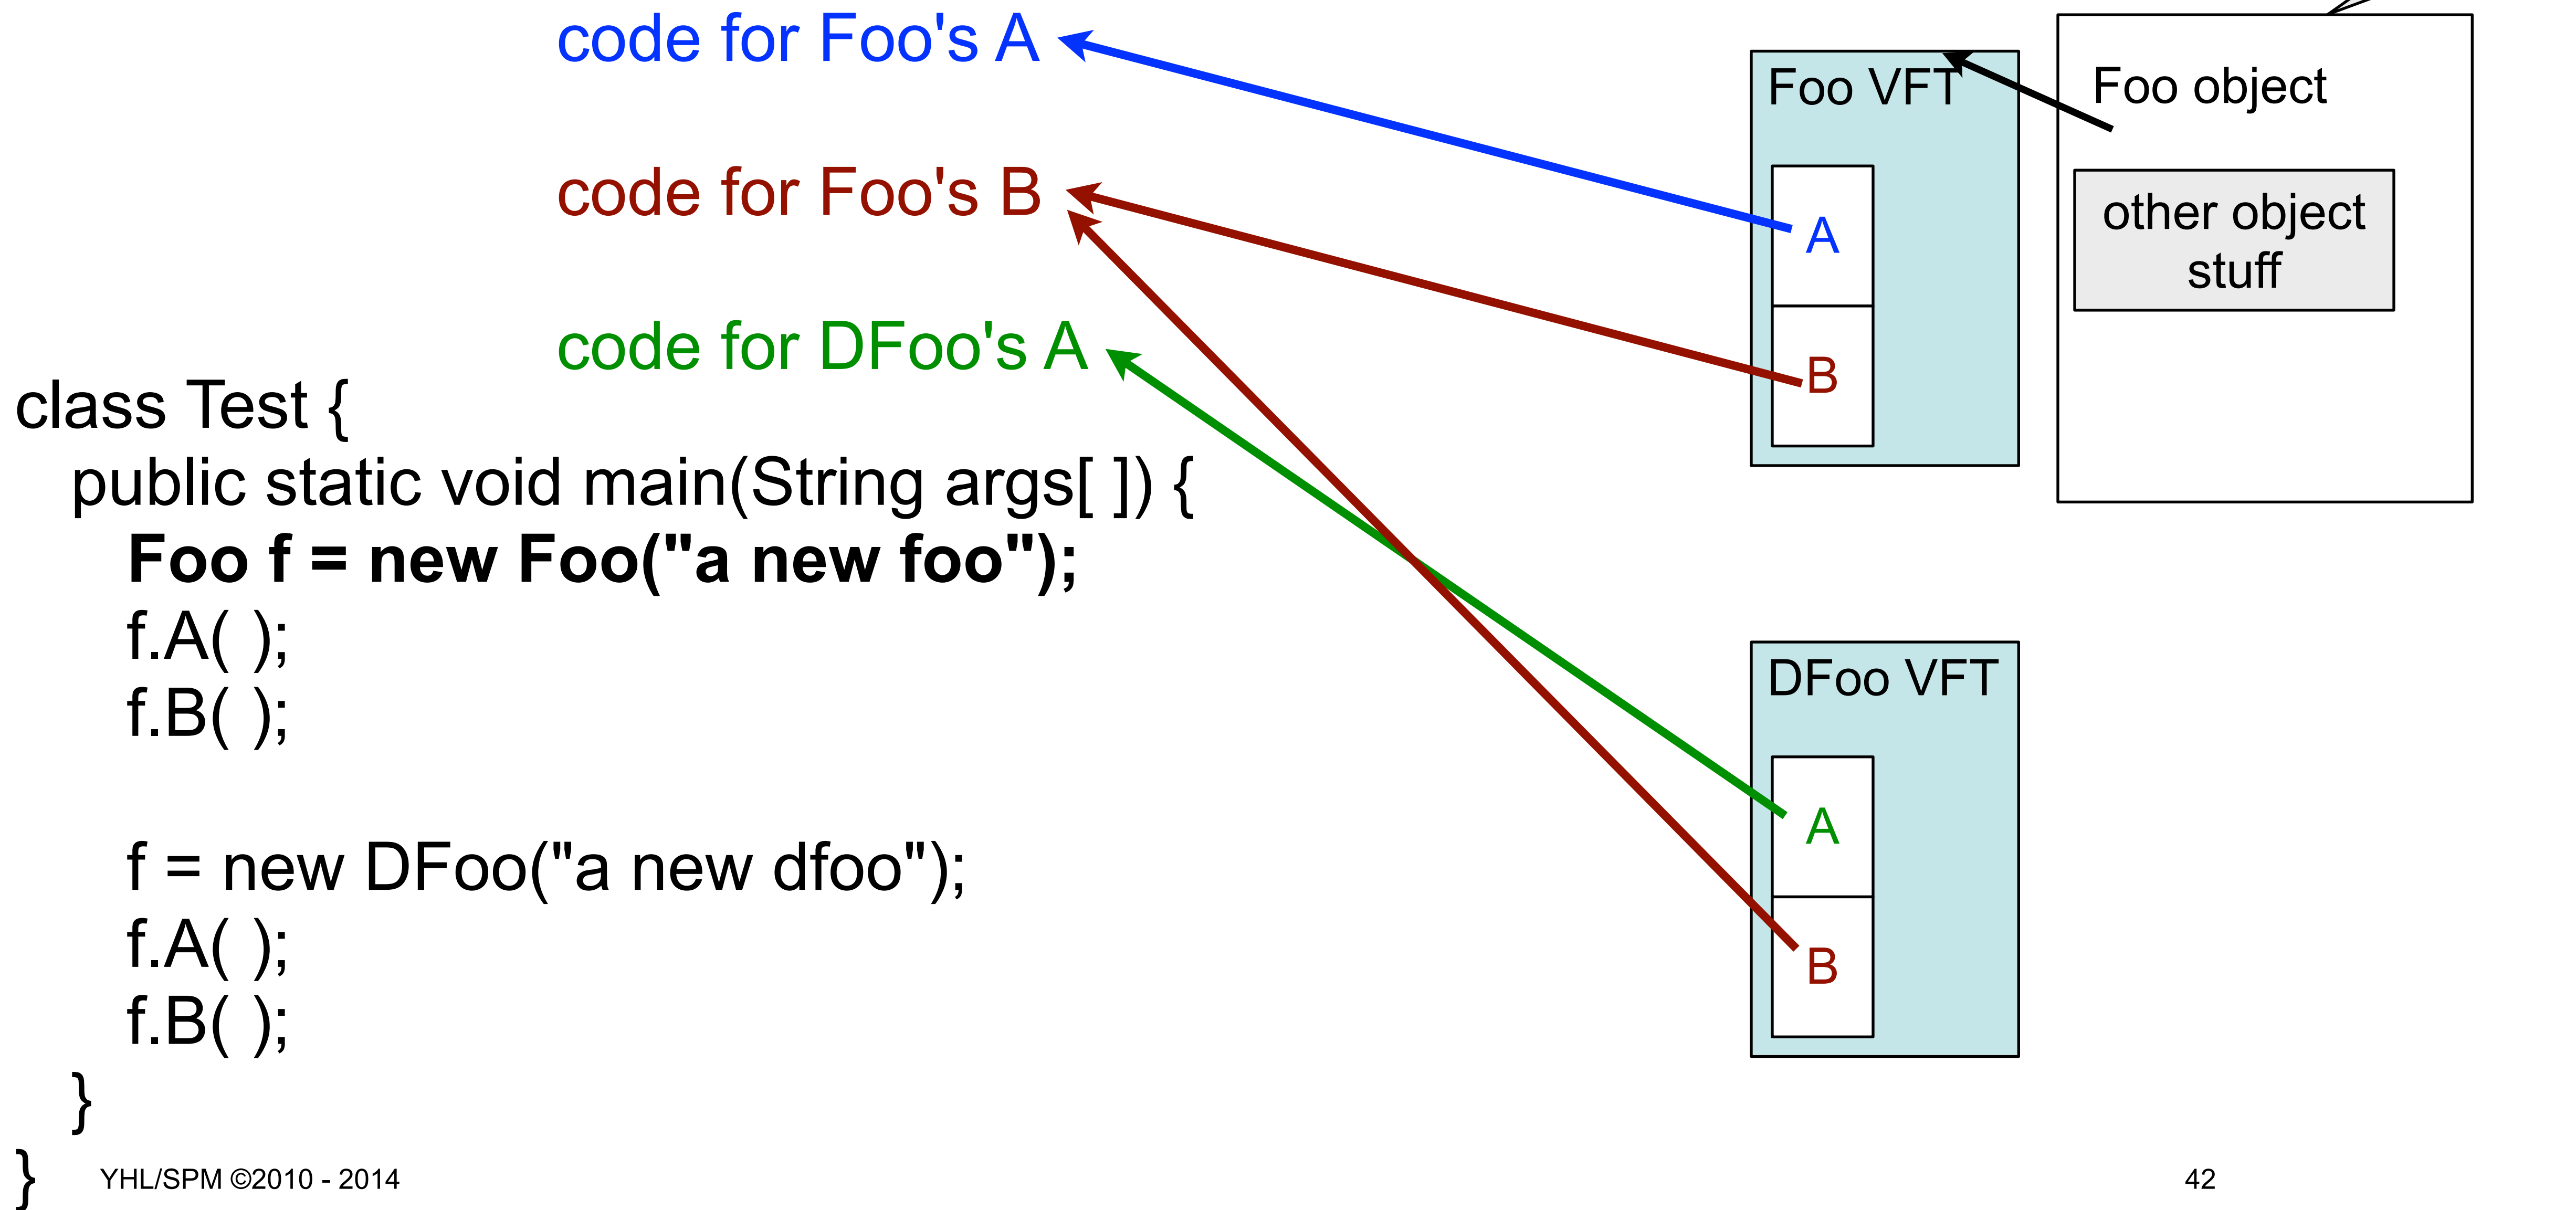 code for Foo's A
code for Foo's B
code for DFoo's A
class Test {
public static void main(String args[ ]) {
Foo f = new Foo("a new foo");
f.A( );
f.B( );
f = new DFoo("a new dfoo");
f.A( );
f.B( );
}
}
Foo VFT
A
B
Foo object
other object
stuff
DFoo VFT
A
B
YHL/SPM ©2010 - 2014
42